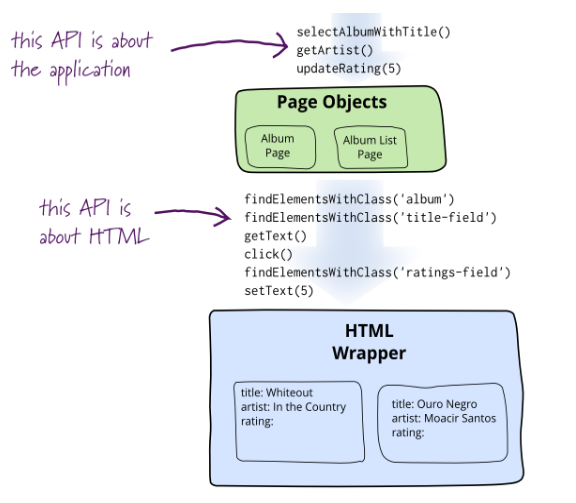 this API is about
the application
selectAlbumWithTitle()
getArtist()
updateRating(5)
Page Objects
Album
Page
Album List
Page
this API is
about HTML
findElementsWithClass('album')
findElementsWithClass('title-field')
getText()
click()
findElementsWithClass('ratings-field')
setText(5)
HTML
Wrapper
title: Whiteout
artist: In the Country
rating:
title: Ouro Negro
artist: Moacir Santos
rating: